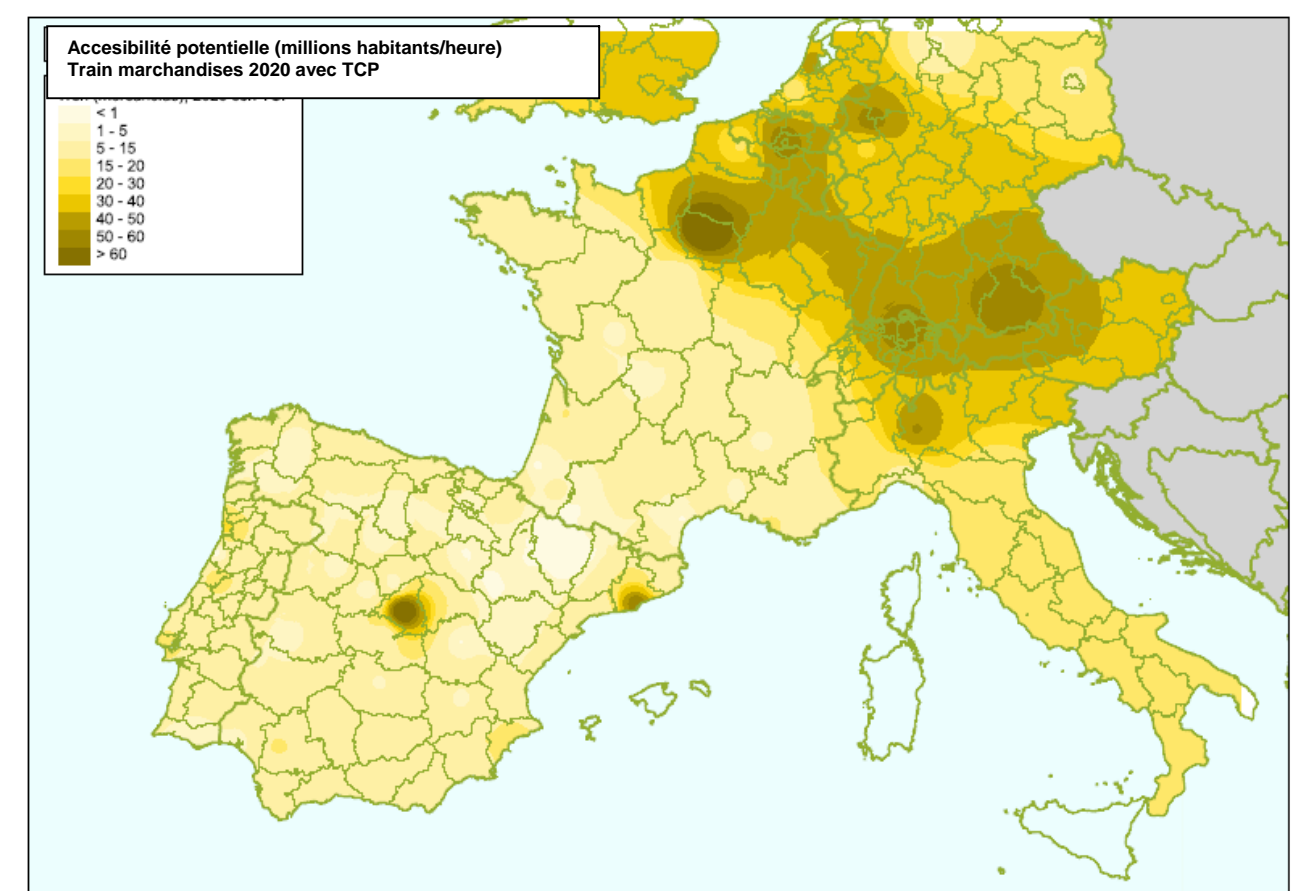 Accesibilité potentielle (millions habitants/heure)
Train marchandises 2020 avec TCP
< 1
1 - 5
5 - 15
15 - 20
20 - 30
30 - 40
40 - 50
50 - 60
> 60